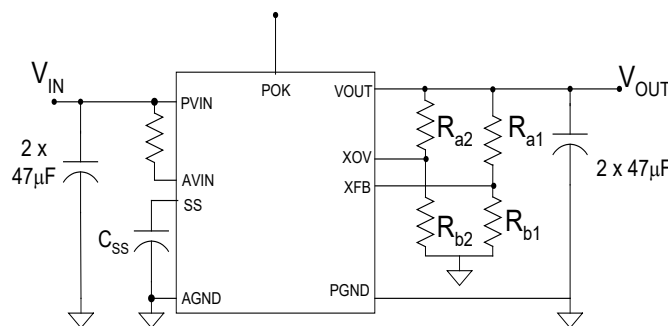 V_IN
POK
PVIN
VOUT
V_OUT
R_a2
R_a1
2 x
47μF
XOV
2 x 47μF
AVIN
XFB
SS
C_SS
R_b2
R_b1
AGND
PGND